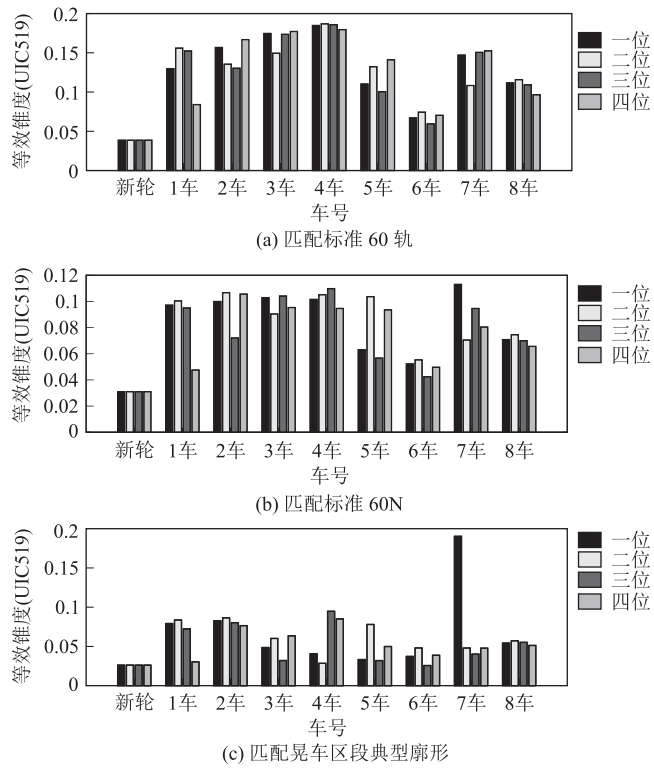 等效锥度(UIC519)
0.2
0.15
0.1
0.05
0
新轮 1车 2车 3车 4车 5车 6车 7车 8车
车号
一位
二位
三位
四位
(a) 匹配标准 60 轨
等效锥度(UIC519)
0.12
0.1
0.08
0.06
0.04
0.02
0
新轮 1车 2车 3车 4车 5车 6车 7车 8车
车号
一位
二位
三位
四位
(b) 匹配标准 60N
等效锥度(UIC519)
0.2
0.15
0.1
0.05
0
新轮 1车 2车 3车 4车 5车 6车 7车 8车
车号
一位
二位
三位
四位
(c) 匹配晃车区段典型廓形